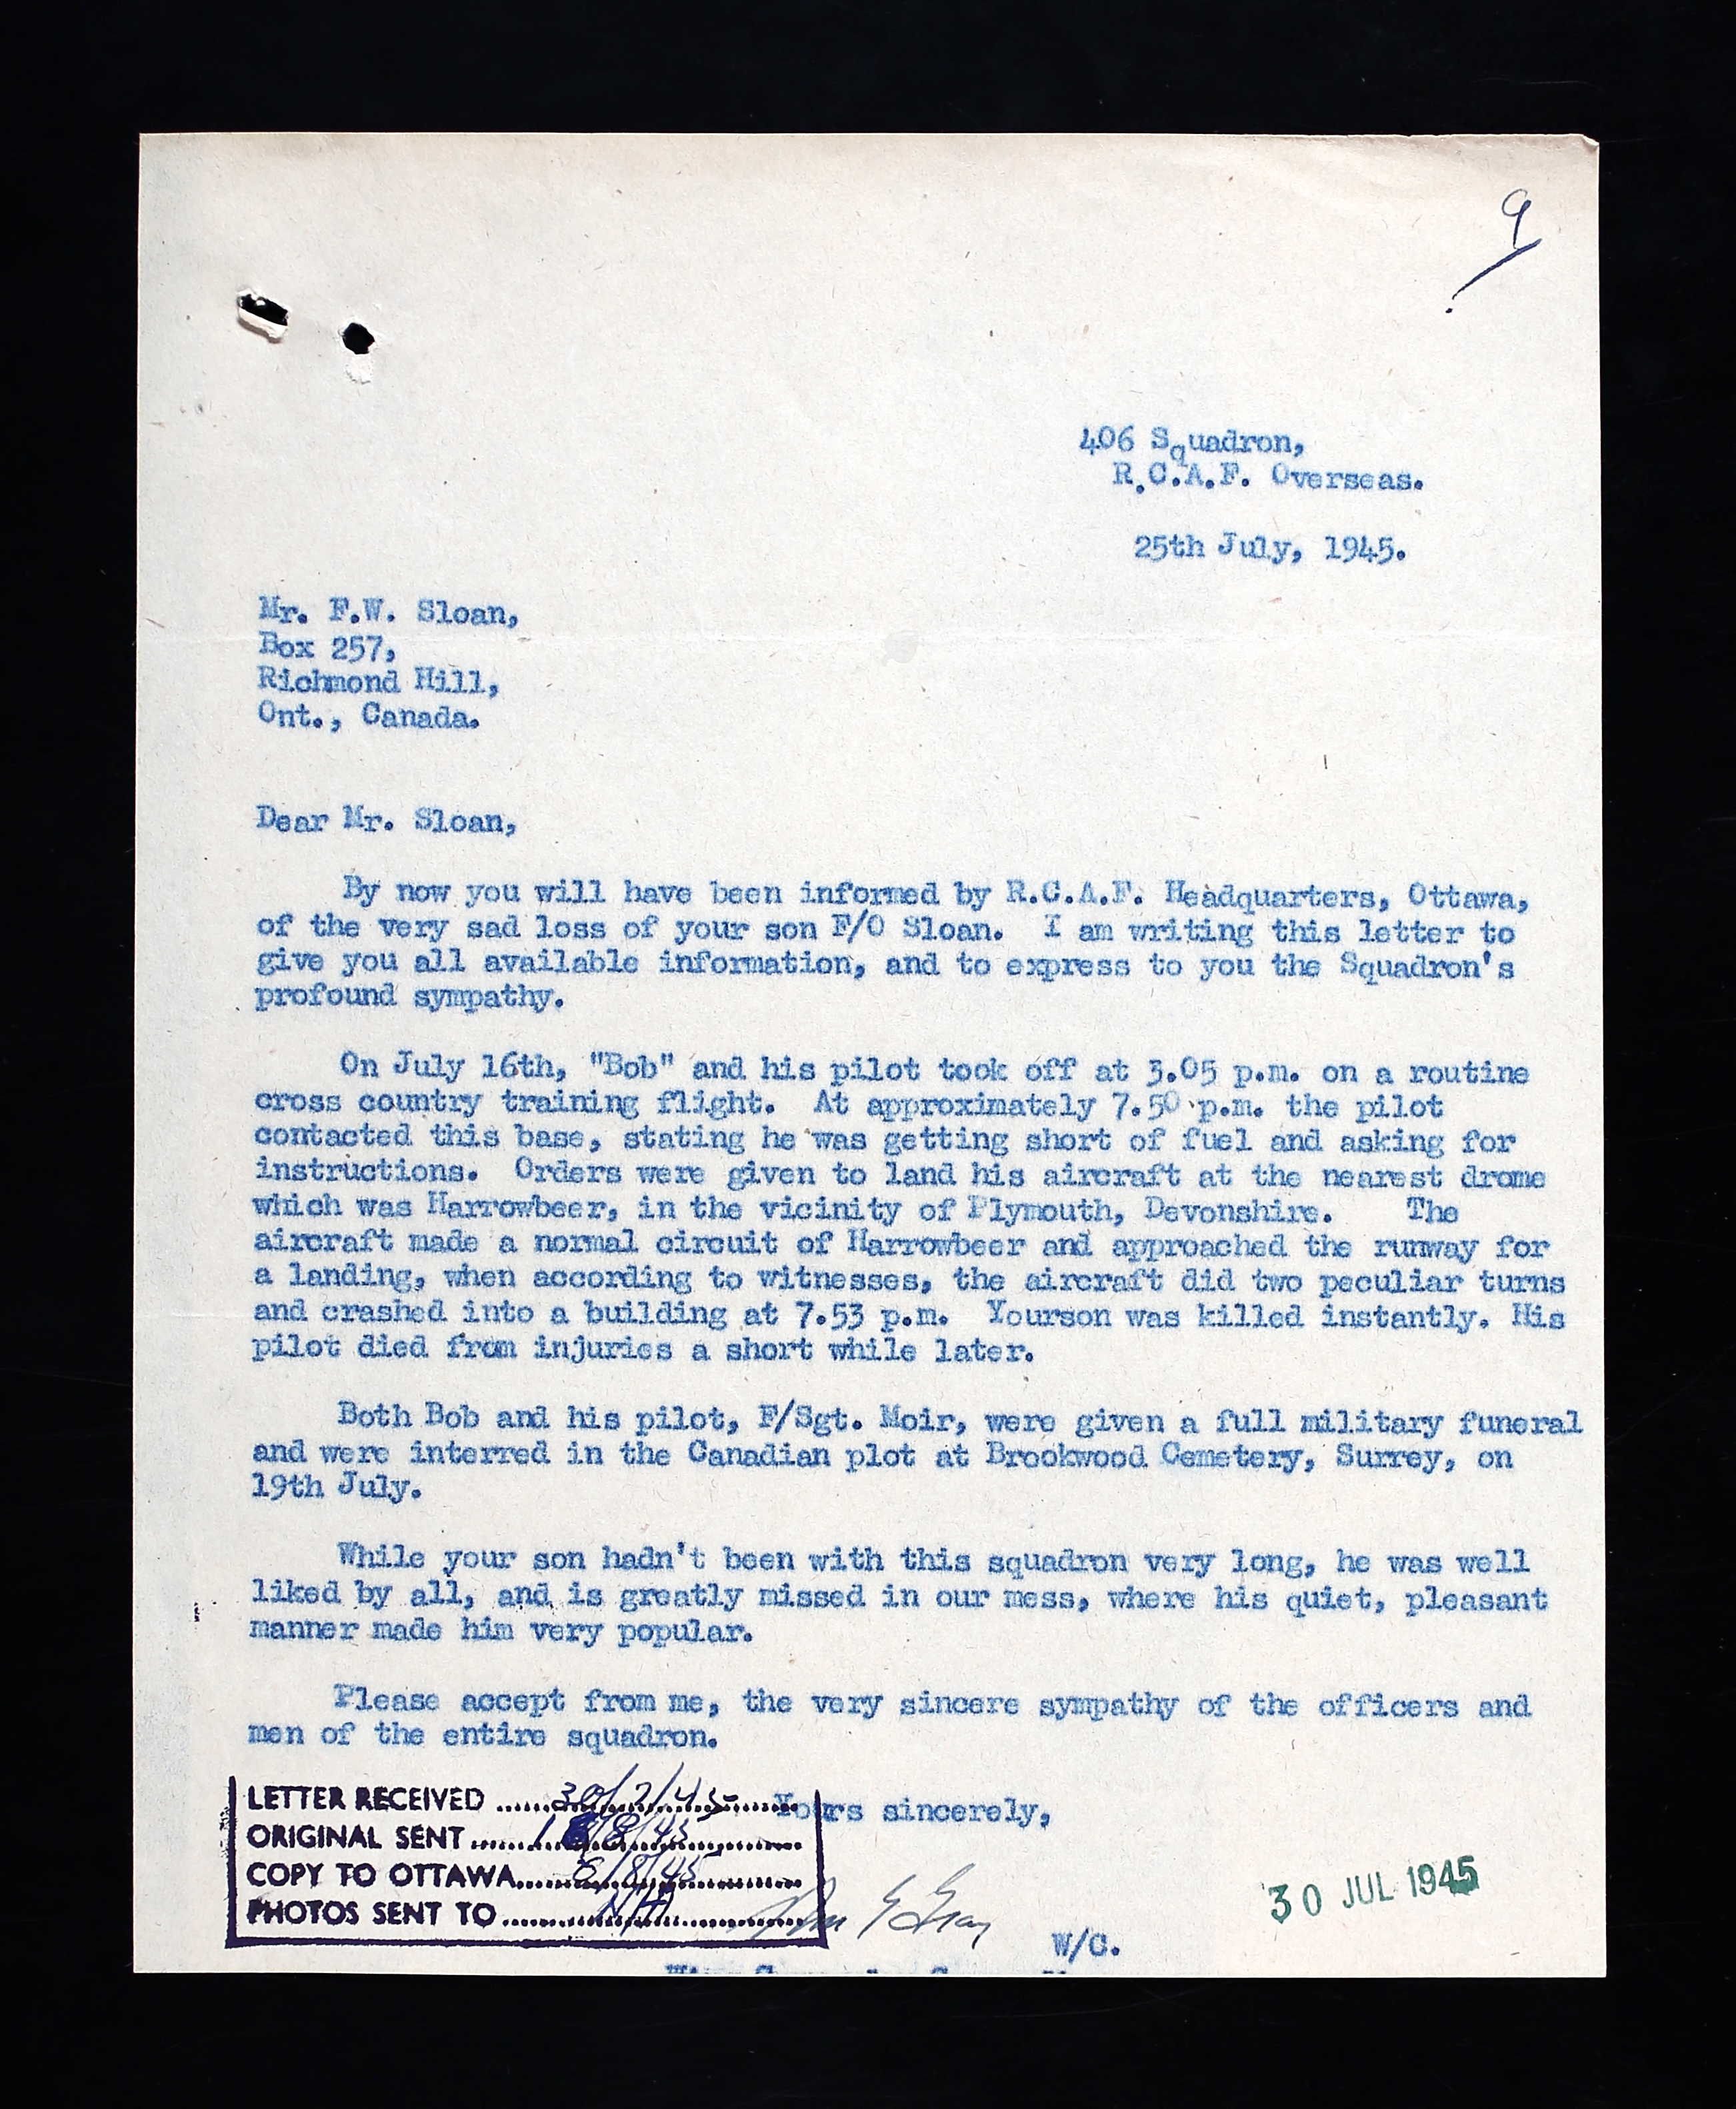 9
406 Squadron,
R.C.A.F. Overseas.
25th July, 1945.
Mr. F.W. Sloan,
Box 257,
Richmond Hill,
Ont., Canada.
Dear Mr. Sloan,
By now you will have been informed by R.C.A.F. Headquarters, Ottawa,
of the very sad loss of your son F/O Sloan. I am writing this letter to
give you all available information, and to express to you the Squadron's
profound sympathy.
On July 16th, "Bob" and his pilot took off at 3.05 p.m. on a routine
cross country training flight. At approximately 7.50 p.m. the pilot
contacted this base, stating he was getting short of fuel and asking for
instructions. Orders were given to land his aircraft at the nearest drome
which was Harrowbeer, in the vicinity of Plymouth, Devonshire. The
aircraft made a normal circuit of Harrowbeer and approached the runway for
a landing, when according to witnesses, the aircraft did two peculiar turns
and crashed into a building at 7.53 p.m. Yourson was killed instantly. His
pilot died from injuries a short while later.
Both Bob and his pilot, F/Sgt. Moir, were given a full military funeral
and were interred in the Canadian plot at Brookwood Cemetery, Surrey, on
19th July.
While your son hadn't been with this squadron very long, he was well
liked by all, and is greatly missed in our mess, where his quiet, pleasant
manner made him very popular.
Please accept from me, the very sincere sympathy of the officers and
men of the entire squadron.
Yours sincerely,
LETTER RECEIVED 30/7/45
ORIGINAL SENT
COPY TO OTTAWA 8/8/45
PHOTOS SENT TO N/A
Gray
W/C.
30 JUL 1945